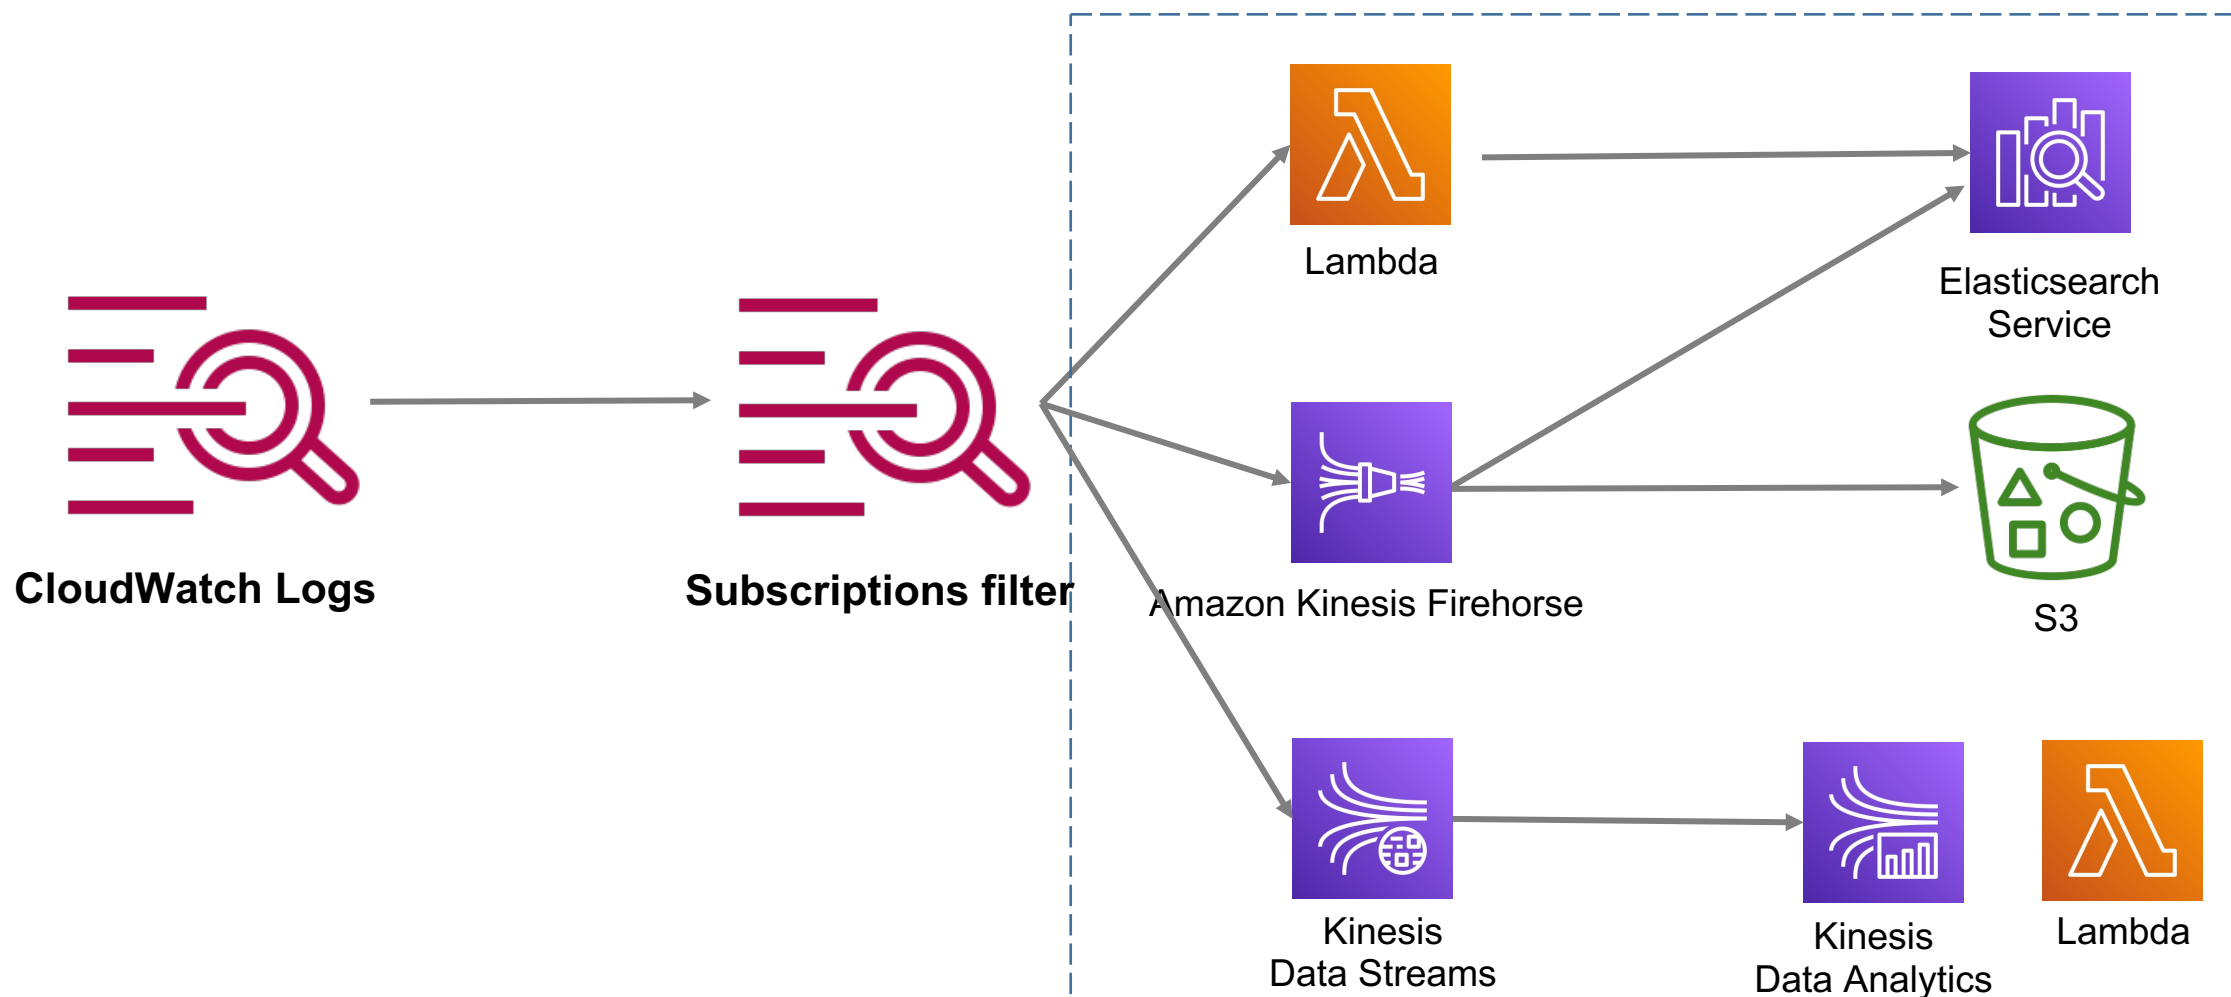 Lambda
Elasticsearch
Service
CloudWatch Logs
Subscriptions filter
Amazon Kinesis Firehorse
S3
Kinesis
Data Streams
Kinesis
Data Analytics
Lambda